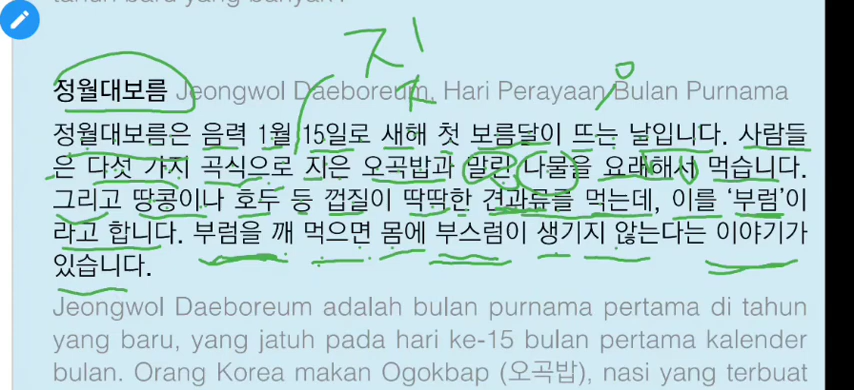 tahun baru yang banyak.
지
ㅈ
정월대보름 Jeongwol Daeboreum, Hari Perayaan Bulan Purnama
정월대보름은 음력 1월 15일로 새해 첫 보름달이 뜨는 날입니다. 사람들
은 다섯 가지 곡식으로 지은 오곡밥과 말린 나물을 요래해서 먹습니다.
그리고 땅콩이나 호두 등 껍질이 딱딱한 견과류를 먹는데, 이를 ‘부럼’이
라고 합니다. 부럼을 깨 먹으면 몸에 부스럼이 생기지 않는다는 이야기가
있습니다.
Jeongwol Daeboreum adalah bulan purnama pertama di tahun
yang baru, yang jatuh pada hari ke-15 bulan pertama kalender
bulan. Orang Korea makan Ogokbap (오곡밥), nasi yang terbuat